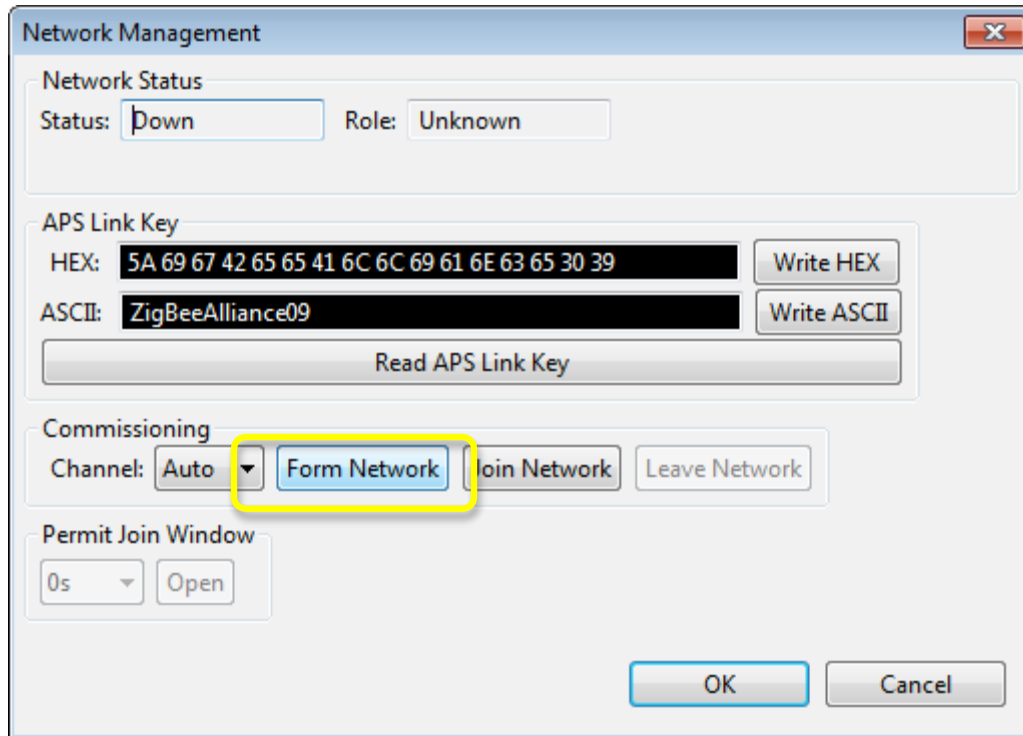 Network Management
Network Status
Status: Down Role: Unknown
APS Link Key
HEX: 5A 69 67 42 65 65 41 6C 6C 69 61 6E 63 65 30 39 Write HEX
ASCII: ZigBeeAlliance09 Write ASCII
Read APS Link Key
Commissioning
Channel: Auto Form Network Join Network Leave Network
Permit Join Window
0s Open
OK Cancel